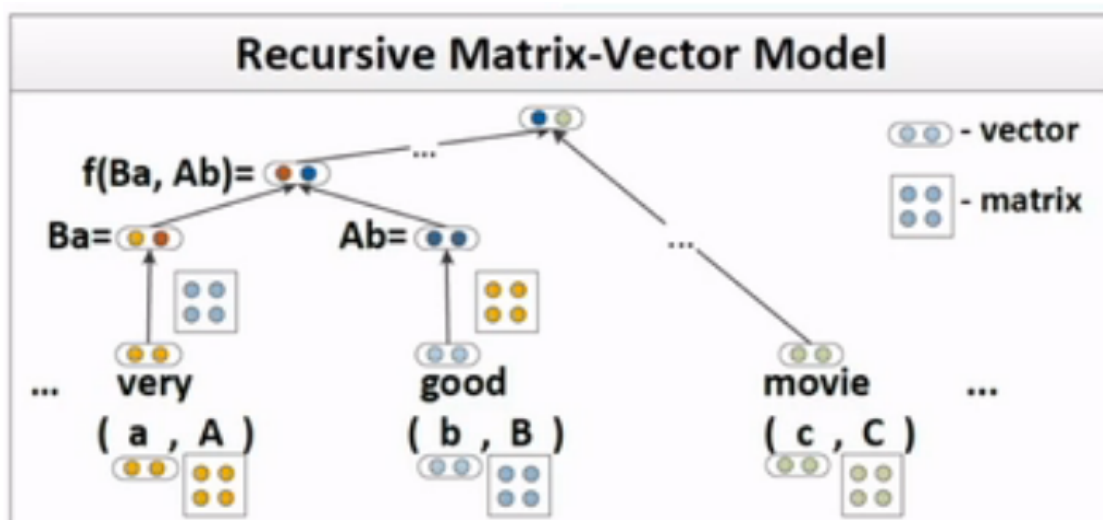 Recursive Matrix-Vector Model
- vector
...
f(Ba, Ab)=
- matrix
Ba=
Ab=
...
... very good movie ...
( a , A ) ( b , B ) ( c , C )